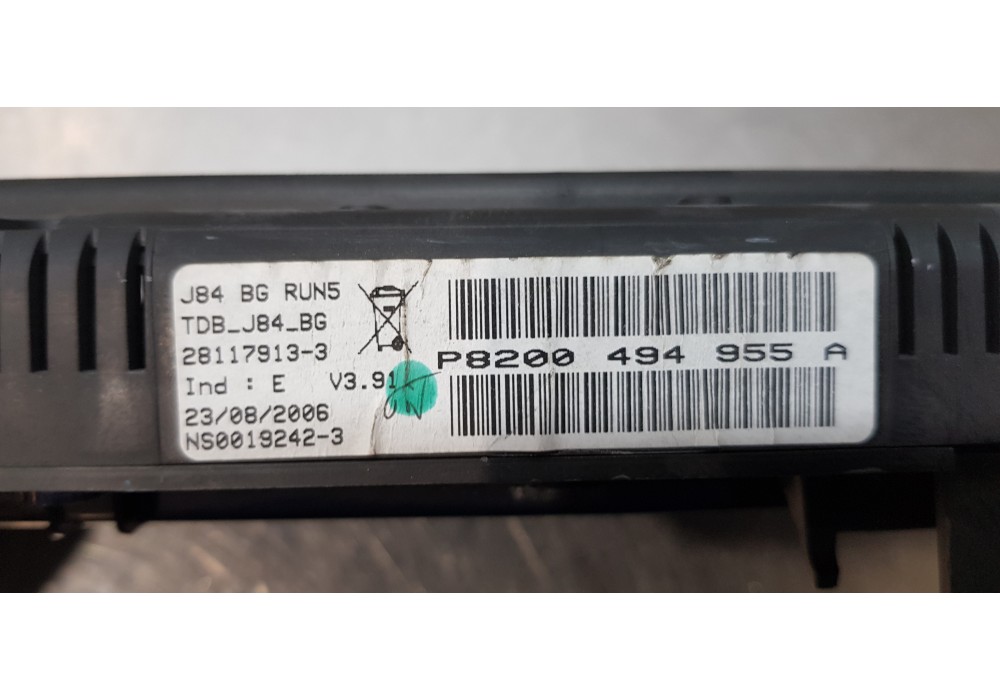 J84 BG RUN5
TDB_J84_BG
28117913-3
Ind : E V3.91
23/08/2006
NS0019242-3
P8200 494 955 A